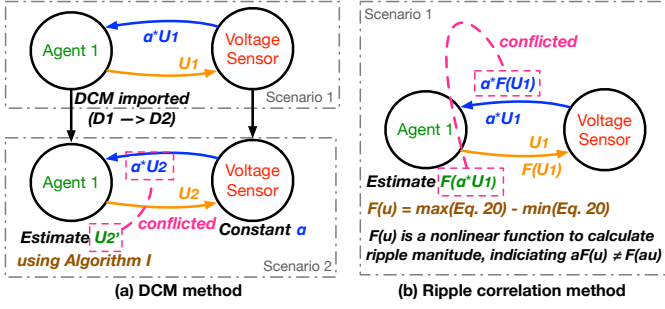 Agent 1
α*U1
U1
Voltage
Sensor
DCM imported
(D1 —> D2)
Scenario 1
Agent 1
α*U2
U2
Voltage
Sensor
conflicted
Estimate U2'
using Algorithm I
Constant α
Scenario 2
(a) DCM method
Scenario 1
conflicted
α*F(U1)
α*U1
Agent 1
U1
F(U1)
Voltage
Sensor
Estimate F(α*U1)
F(u) = max(Eq. 20) - min(Eq. 20)
F(u) is a nonlinear function to calculate
ripple manitude, indiciating aF(u) ≠ F(au)
(b) Ripple correlation method